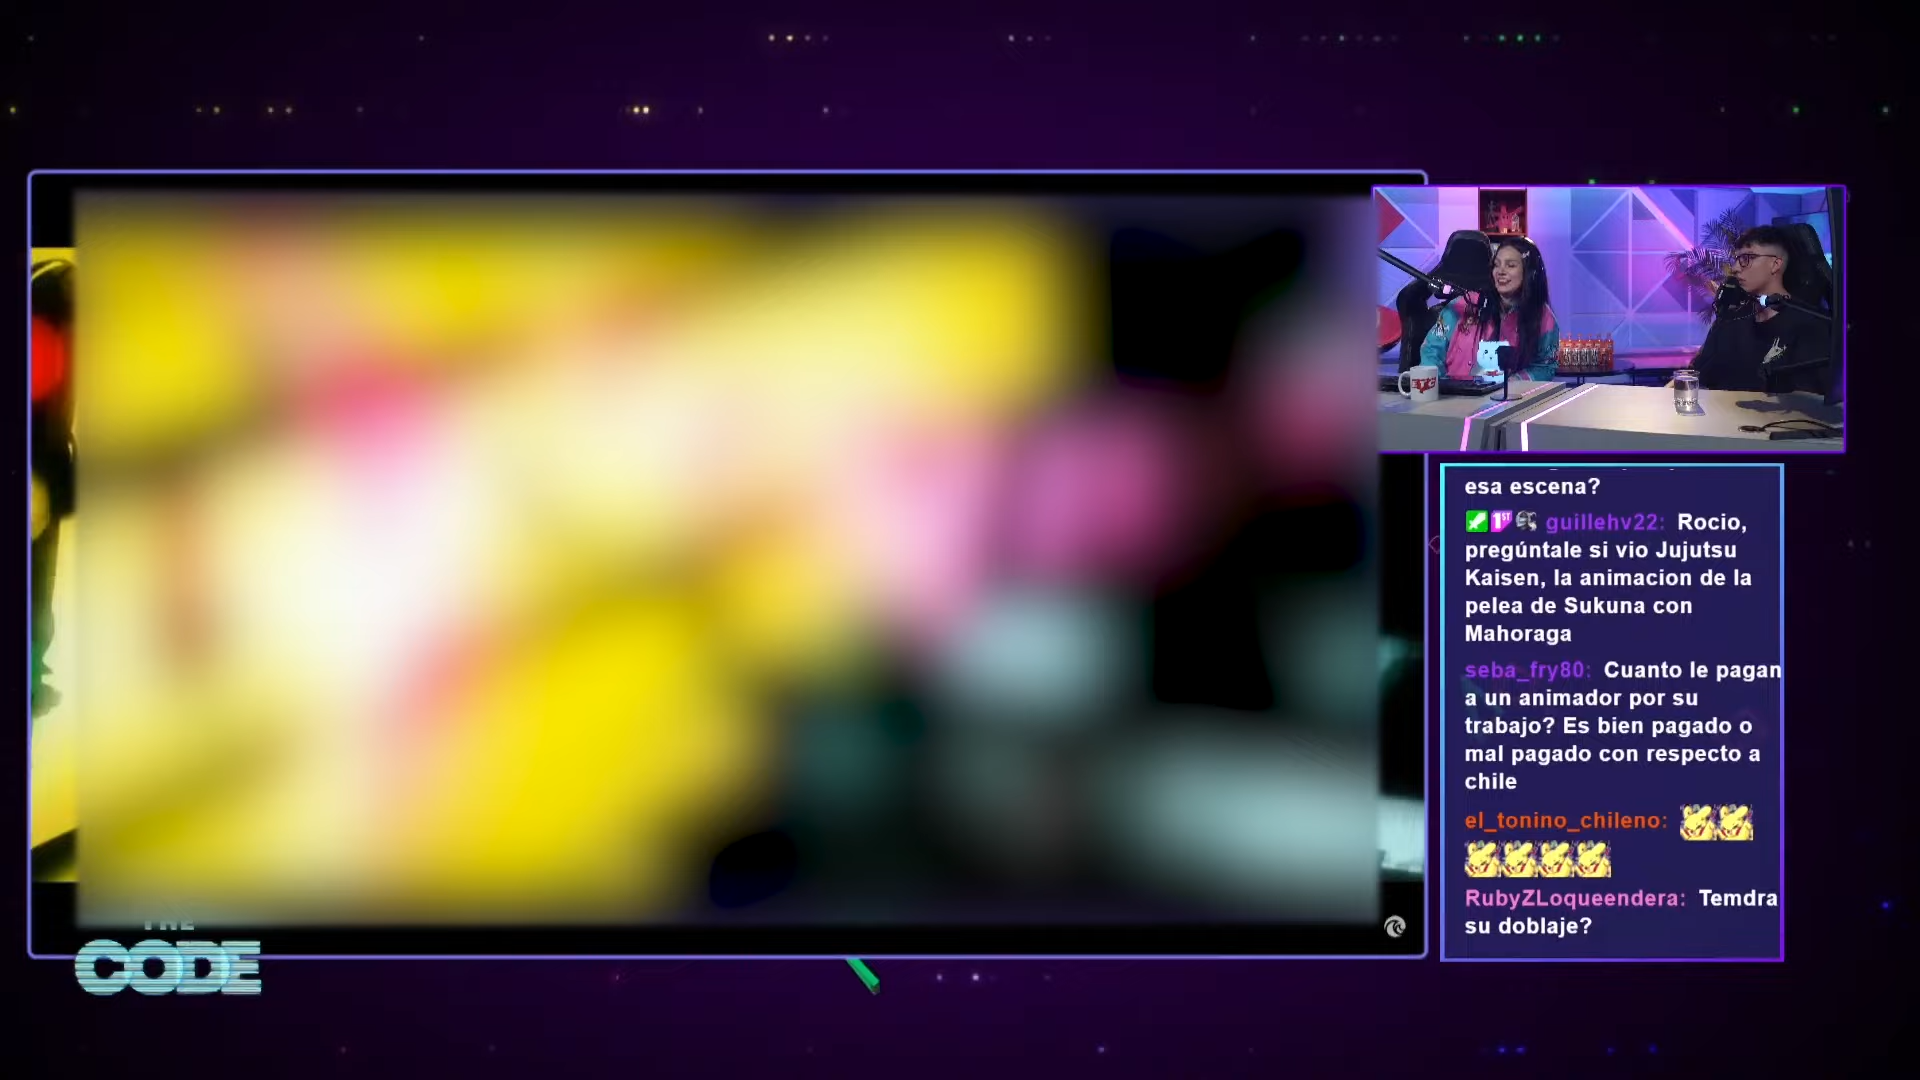 esa escena?
guillehv22: Rocio,
pregúntale si vio Jujutsu
Kaisen, la animacion de la
pelea de Sukuna con
Mahoraga
seba_fry80: Cuanto le pagan
a un animador por su
trabajo? Es bien pagado o
mal pagado con respecto a
chile
el_tonino_chileno:
RubyZLoqueendera: Temdra
su doblaje?
THE
CODE